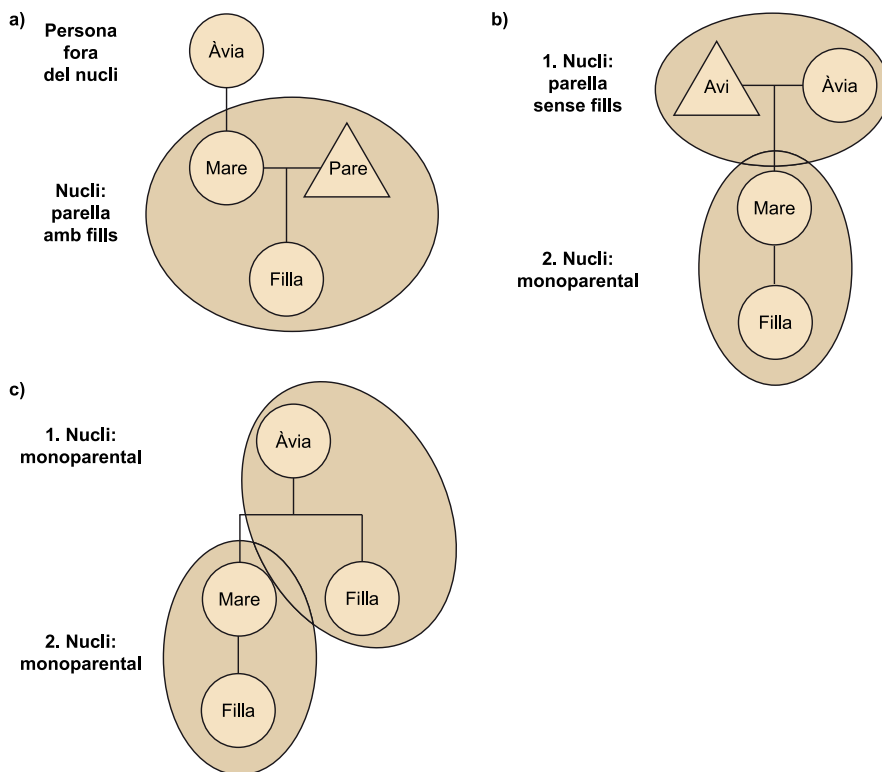 a)
Persona
fora
del nucli
Àvia
Mare
Pare
Nucli:
parella
amb fills
Filla
b)
1. Nucli:
parella
sense fills
Avi
Àvia
Mare
2. Nucli:
monoparental
Filla
c)
1. Nucli:
monoparental
Àvia
Mare
Filla
2. Nucli:
monoparental
Filla